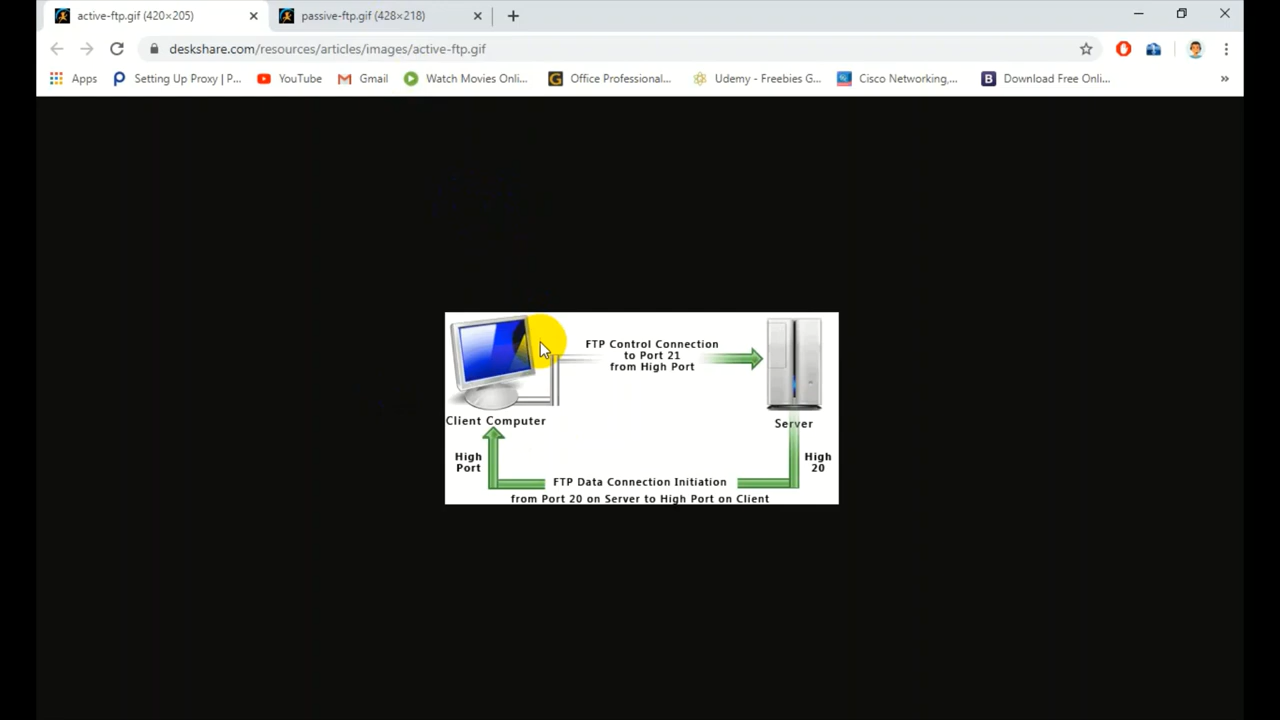 active-ftp.gif (420×205)
passive-ftp.gif (428×218)
deskshare.com/resources/articles/images/active-ftp.gif
Apps
Setting Up Proxy | P...
YouTube
Gmail
Watch Movies Onli...
Office Professional...
Udemy - Freebies G...
Cisco Networking,...
Download Free Onli...
FTP Control Connection
to Port 21
from High Port
Client Computer
Server
High
Port
High
20
FTP Data Connection Initiation
from Port 20 on Server to High Port on Client